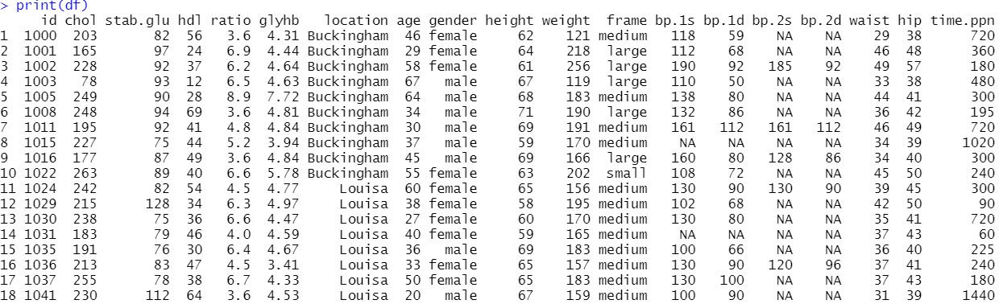 > print(df)
id chol stab.glu hdl ratio glyhb location age gender height weight frame bp.1s bp.1d bp.2s bp.2d waist hip time.ppn
1 1000 203 82 56 3.6 4.31 Buckingham 46 female 62 121 medium 118 59 NA NA 29 38 720
2 1001 165 97 24 6.9 4.44 Buckingham 29 female 64 218 large 112 68 NA NA 46 48 360
3 1002 228 92 37 6.2 4.64 Buckingham 58 female 61 256 large 190 92 185 92 49 57 180
4 1003 78 93 12 6.5 4.63 Buckingham 67 male 67 119 large 110 50 NA NA 33 38 480
5 1005 249 90 28 8.9 7.72 Buckingham 64 male 68 183 medium 138 80 NA NA 44 41 300
6 1008 248 94 69 3.6 4.81 Buckingham 34 male 71 190 large 132 86 NA NA 36 42 195
7 1011 195 92 41 4.8 4.84 Buckingham 30 male 69 191 medium 161 112 161 112 46 49 720
8 1015 227 75 44 5.2 3.94 Buckingham 37 male 59 170 medium NA NA NA NA 34 39 1020
9 1016 177 87 49 3.6 4.84 Buckingham 45 male 69 166 large 160 80 128 86 34 40 300
10 1022 263 89 40 6.6 5.78 Buckingham 55 female 63 202 small 108 72 NA NA 45 50 240
11 1024 242 82 54 4.5 4.77 Louisa 60 female 65 156 medium 130 90 130 90 39 45 300
12 1029 215 128 34 6.3 4.97 Louisa 38 female 58 195 medium 102 68 NA NA 42 50 90
13 1030 238 75 36 6.6 4.47 Louisa 27 female 60 170 medium 130 80 NA NA 35 41 720
14 1031 183 79 46 4.0 4.59 Louisa 40 female 59 165 medium NA NA NA NA 37 43 60
15 1035 191 76 30 6.4 4.67 Louisa 36 male 69 183 medium 100 66 NA NA 36 40 225
16 1036 213 83 47 4.5 3.41 Louisa 33 female 65 157 medium 130 90 120 96 37 41 240
17 1037 255 78 38 6.7 4.33 Louisa 50 female 65 183 medium 130 100 NA NA 37 43 180
18 1041 230 112 64 3.6 4.53 Louisa 20 male 67 159 medium 100 90 NA NA 31 39 1440